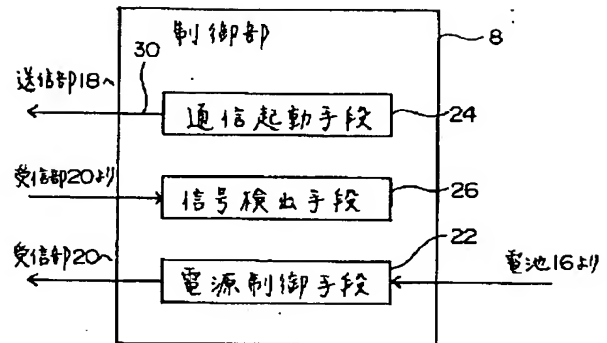 制御部
8
30
送信部18へ
通信起動手段
24
受信部20より
信号検出手段
26
受信部20へ
22
電源制御手段
電池16より